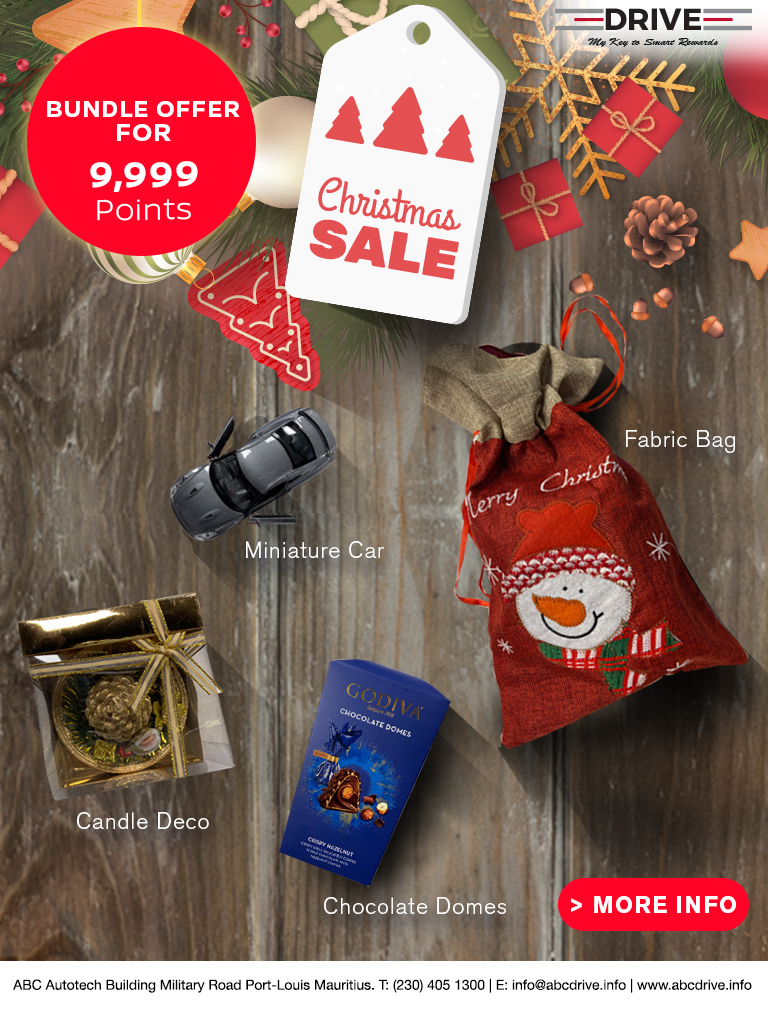 DRIVE
My Key to Smart Rewards
BUNDLE OFFER
FOR
9,999
Points
Christmas
SALE
Fabric Bag
Merry Christm
Miniature Car
GODIVA
CHOCOLATE DOMES
CRISPY HAZELNUT
Candle Deco
Chocolate Domes
> MORE INFO
ABC Autotech Building Military Road Port-Louis Mauritius. T: (230) 405 1300 | E: info@abcdrive.info | www.abcdrive.info